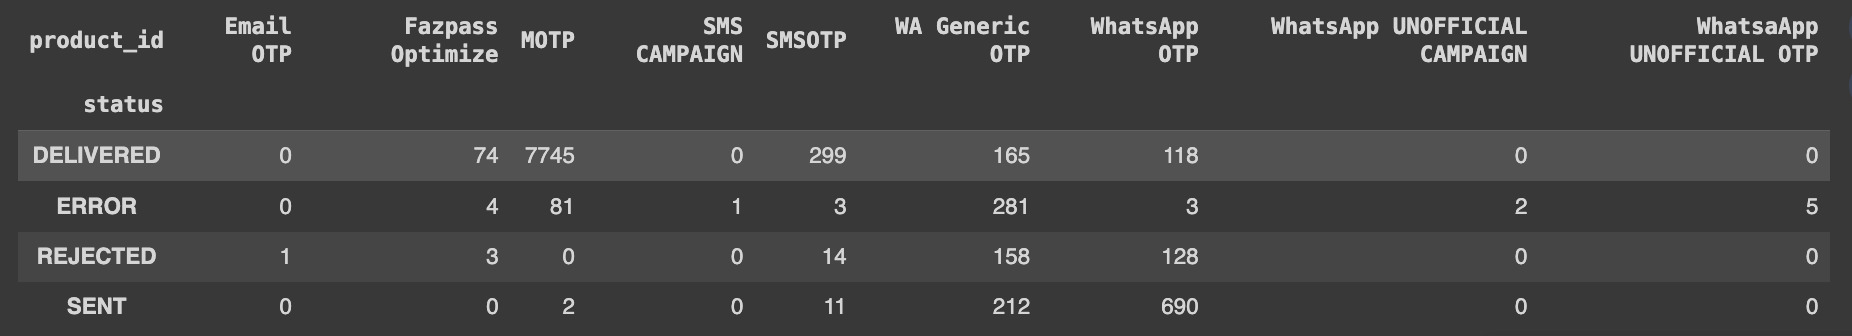 product_id Email OTP Fazpass Optimize MOTP SMS CAMPAIGN SMSOTP WA Generic OTP WhatsApp OTP WhatsApp UNOFFICIAL CAMPAIGN WhatsaApp UNOFFICIAL OTP
status
DELIVERED 0 74 7745 0 299 165 118 0 0
ERROR 0 4 81 1 3 281 3 2 5
REJECTED 1 3 0 0 14 158 128 0 0
SENT 0 0 2 0 11 212 690 0 0